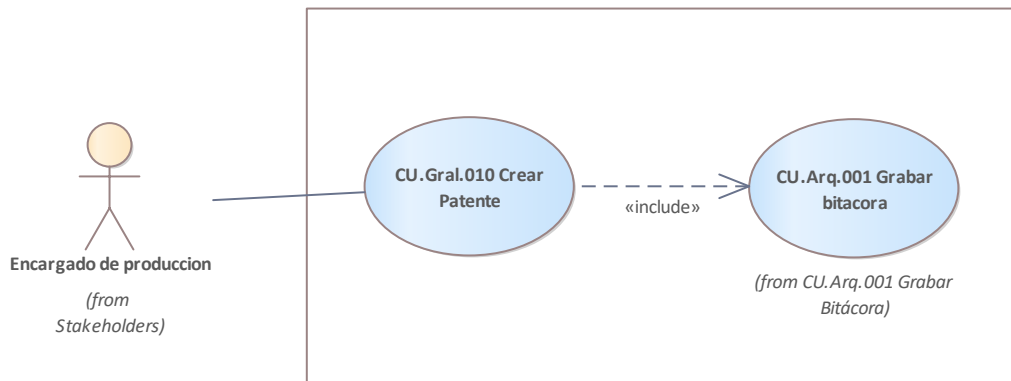 CU.Gral.010 Crear
Patente
«include»
CU.Arq.001 Grabar
bitacora
(from CU.Arq.001 Grabar
Bitácora)
Encargado de produccion
(from
Stakeholders)